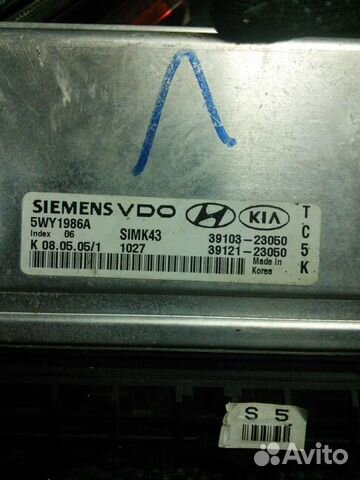 SIEMENS VDO HYUNDAI KIA
5WY1986A
Index 06 SIMK43 39103-23050
K 08.05.05/1 1027 39121-23050
Made in
Korea
T
C
5
K
S 5
Avito